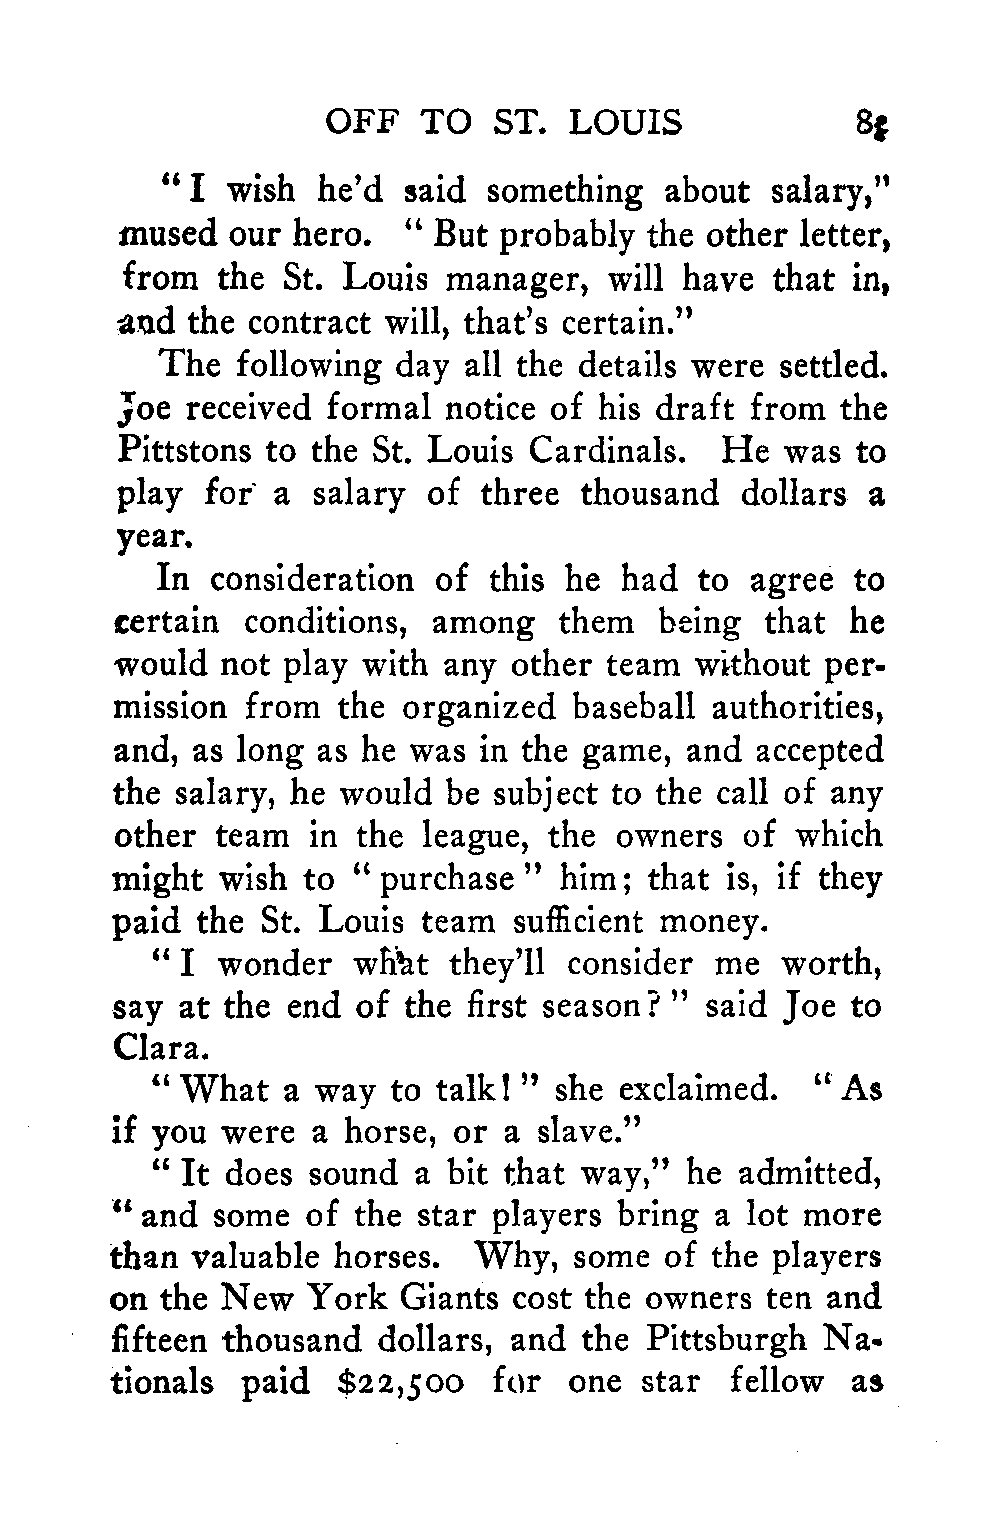 OFF TO ST. LOUIS
“I wish he’d said something about salary,”
mused our hero. “But probably the other letter,
from the St. Louis manager, will have that in,
and the contract will, that’s certain.”
The following day all the details were settled.
Joe received formal notice of his draft from the
Pittstons to the St. Louis Cardinals. He was to
play for a salary of three thousand dollars a
year.
In consideration of this he had to agree to
certain conditions, among them being that he
would not play with any other team without per-
mission from the organized baseball authorities,
and, as long as he was in the game, and accepted
the salary, he would be subject to the call of any
other team in the league, the owners of which
might wish to “purchase” him; that is, if they
paid the St. Louis team sufficient money.
“I wonder what they’ll consider me worth,
say at the end of the first season?” said Joe to
Clara.
“What a way to talk!” she exclaimed. “As
if you were a horse, or a slave.”
“It does sound a bit that way,” he admitted,
“and some of the star players bring a lot more
than valuable horses. Why, some of the players
on the New York Giants cost the owners ten and
fifteen thousand dollars, and the Pittsburgh Na-
tionals paid $22,500 for one star fellow as